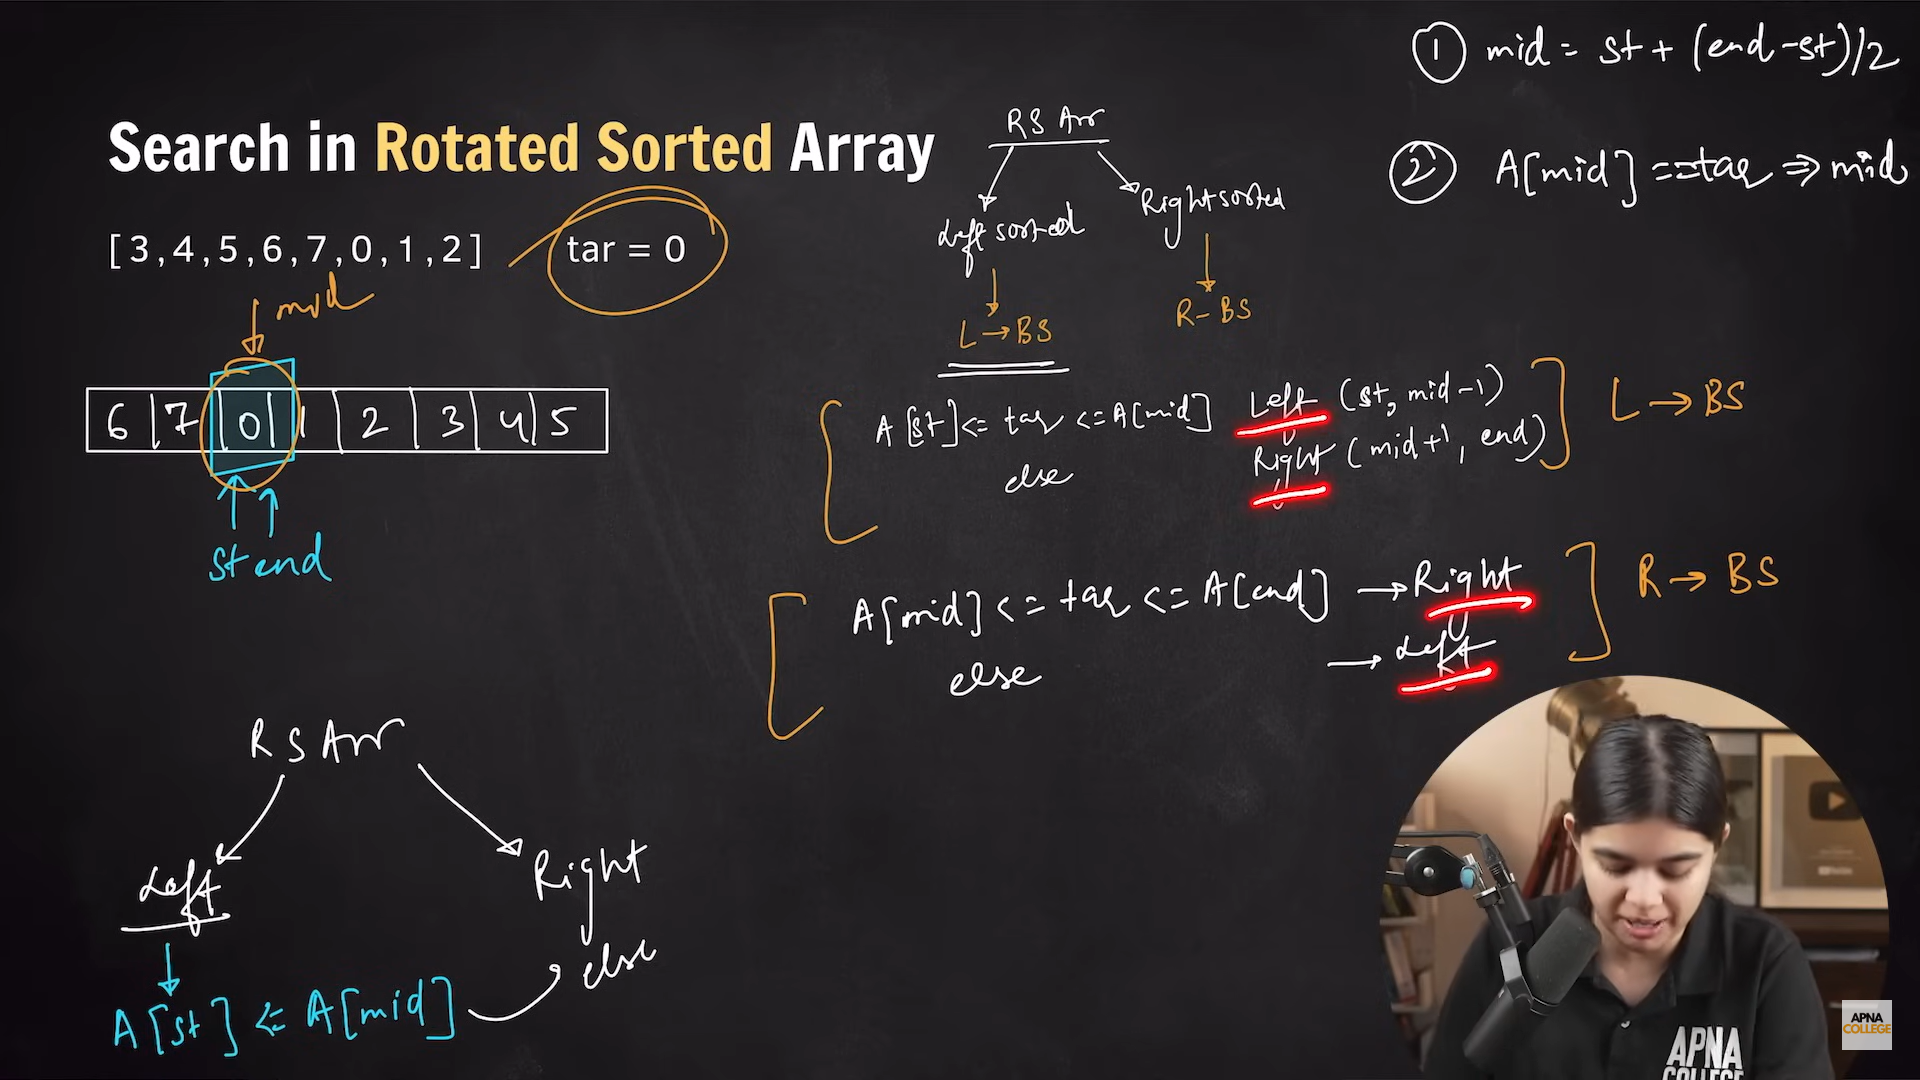 ① mid = st + (end-st)/2
Search in Rotated Sorted Array
RS Arr
② A[mid] == tar ⇒ mid
Left sorted
Right sorted
[3,4,5,6,7,0,1,2]
tar = 0
mid
L → BS
R - BS
6 7 0 1 2 3 4 5
A[st] <= tar <= A[mid] Left (st, mid-1)
else Right (mid+1, end)
L → BS
st end
A[mid] <= tar <= A[end] → Right
else → Left
R → BS
RS Arr
Left
Right
A[st] <= A[mid]
else
APNA
COLLEGE
APNA
COLLEGE